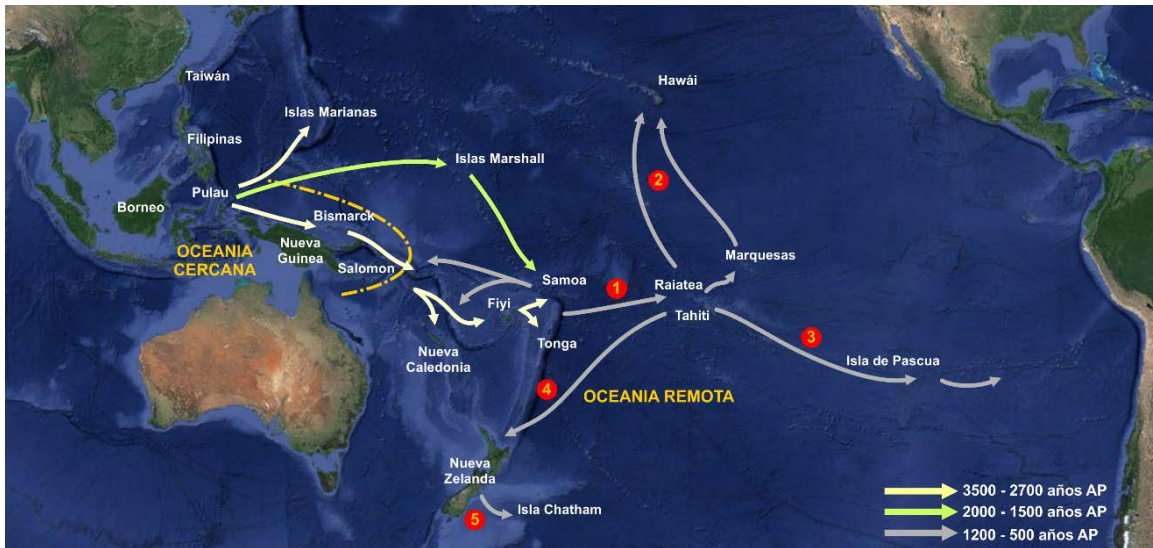 Taiwán
Hawái
Islas Marianas
Filipinas
Islas Marshall
2
Pulau
Borneo
Bismarck
OCEANIA
CERCANA
Nueva
Guinea
Salomon
Marquesas
Samoa
1
Raiatea
Fiyi
Tahiti
3
Tonga
Nueva
Caledonia
Isla de Pascua
4
OCEANIA REMOTA
Nueva
Zelanda
5
Isla Chatham
3500 - 2700 años AP
2000 - 1500 años AP
1200 - 500 años AP